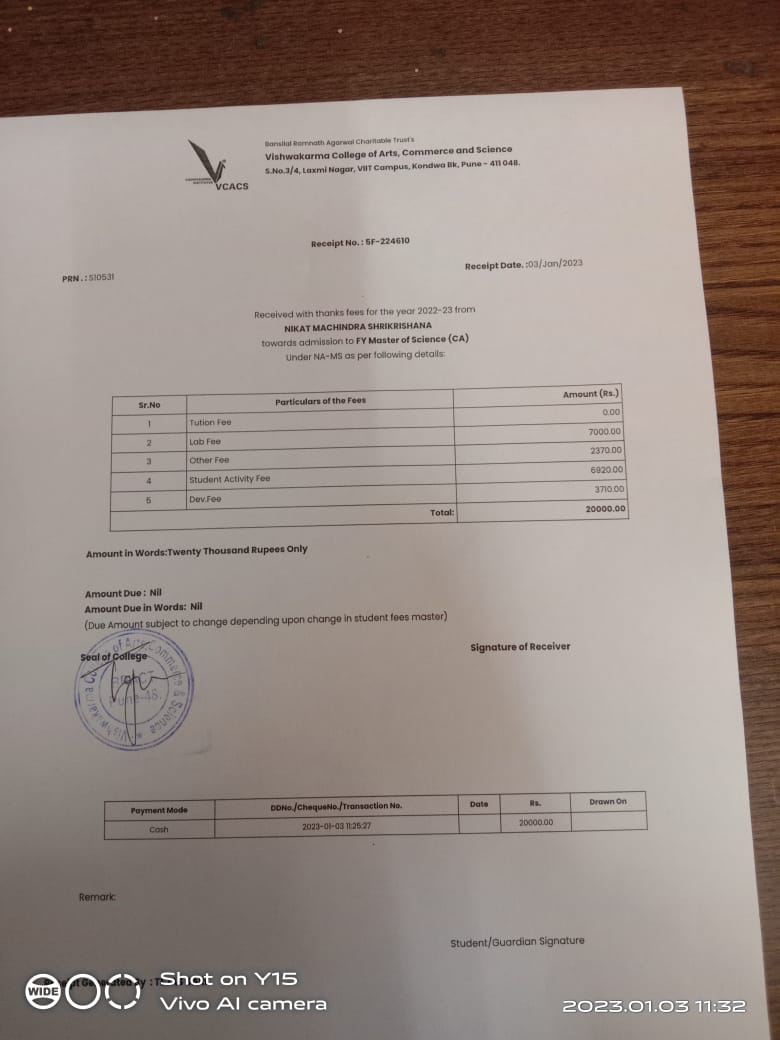 Bansilal Ramnath Agarwal Charitable Trust's
Vishwakarma College of Arts, Commerce and Science
S.No.3/4, Laxmi Nagar, VIIT Campus, Kondwa Bk, Pune - 411 048.
VCACS
Receipt No. : SF-224610
PRN. : 510531
Receipt Date. :03/Jan/2023
Received with thanks fees for the year 2022-23 from
NIKAT MACHINDRA SHRIKRISHANA
towards admission to FY Master of Science (CA)
Under NA-MS as per following details:
Sr.No Particulars of the Fees Amount (Rs.)
1 Tution Fee 0.00
2 Lab Fee 7000.00
3 Other Fee 2370.00
4 Student Activity Fee 6920.00
5 Dev.Fee 3710.00
Total: 20000.00
Amount in Words:Twenty Thousand Rupees Only
Amount Due : Nil
Amount Due in Words: Nil
(Due Amount subject to change depending upon change in student fees master)
Seal of College
Signature of Receiver
Vishwakarma of Arts,Commerce & Science
Pune-48.
Payment Mode DDNo./ChequeNo./Transaction No. Date Rs. Drawn On
Cash 2023-01-03 11:25:27 20000.00
Remark:
Student/Guardian Signature
By :
WIDE
Shot on Y15
Vivo AI camera
2023.01.03 11:32